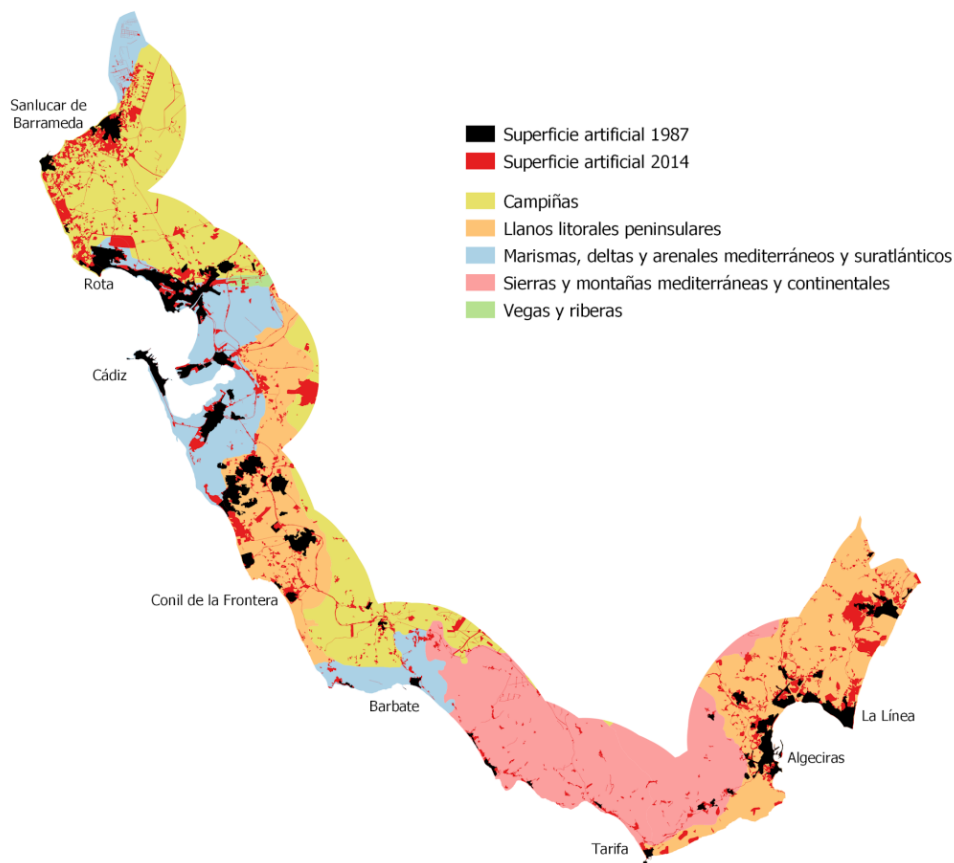 Sanlucar de
Barrameda
Superficie artificial 1987
Superficie artificial 2014
Campiñas
Llanos litorales peninsulares
Marismas, deltas y arenales mediterráneos y suratlánticos
Sierras y montañas mediterráneas y continentales
Vegas y riberas
Rota
Cádiz
Conil de la Frontera
Barbate
La Línea
Algeciras
Tarifa